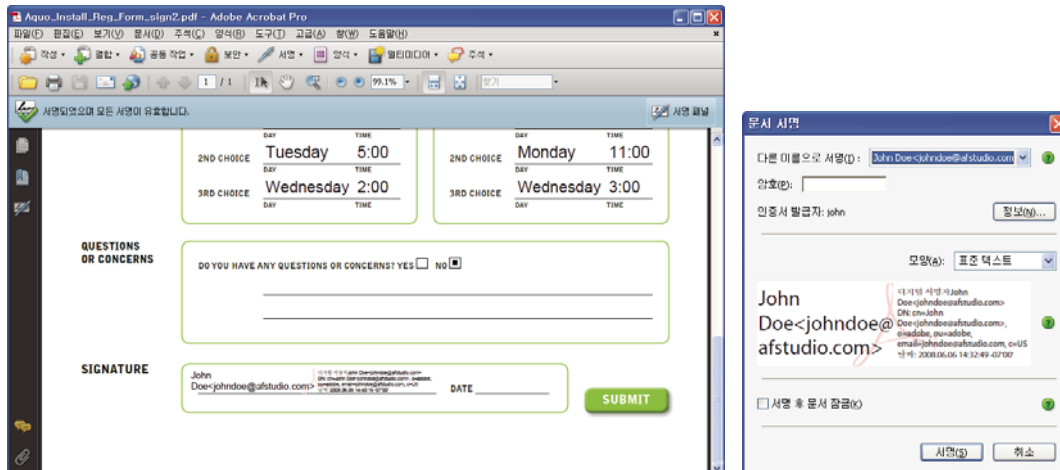 Aquo_Install_Reg_Form_sign2.pdf - Adobe Acrobat Pro
파일(F) 편집(E) 보기(V) 문서(D) 주석(C) 양식(R) 도구(T) 고급(A) 창(W) 도움말(H)
작성 결합 공동 작업 보안 서명 양식 멀티미디어 주석
1 / 1 99.1% 찾기
서명되었으며 모든 서명이 유효합니다. 서명 패널
DAY TIME DAY TIME
2ND CHOICE Tuesday 5:00 2ND CHOICE Monday 11:00
DAY TIME DAY TIME
3RD CHOICE Wednesday 2:00 3RD CHOICE Wednesday 3:00
DAY TIME DAY TIME
QUESTIONS
OR CONCERNS
DO YOU HAVE ANY QUESTIONS OR CONCERNS? YES NO
SIGNATURE
John
Doe<johndoe@afstudio.com>
DATE
SUBMIT
문서 서명
다른 이름으로 서명(I): John Doe<johndoe@afstudio.com
암호(P):
인증서 발급자: john 정보(N)...
모양(A): 표준 텍스트
John
Doe<johndoe@
afstudio.com>
디지털 서명자John
Doe<johndoe@afstudio.com>
DN: cn=John
Doe<johndoe@afstudio.com>,
o=adobe, ou=adobe,
email=johndoe@afstudio.com, c=US
날짜: 2008.06.06 14:32:49 -07'00'
서명 후 문서 잠금(K)
서명(S) 취소